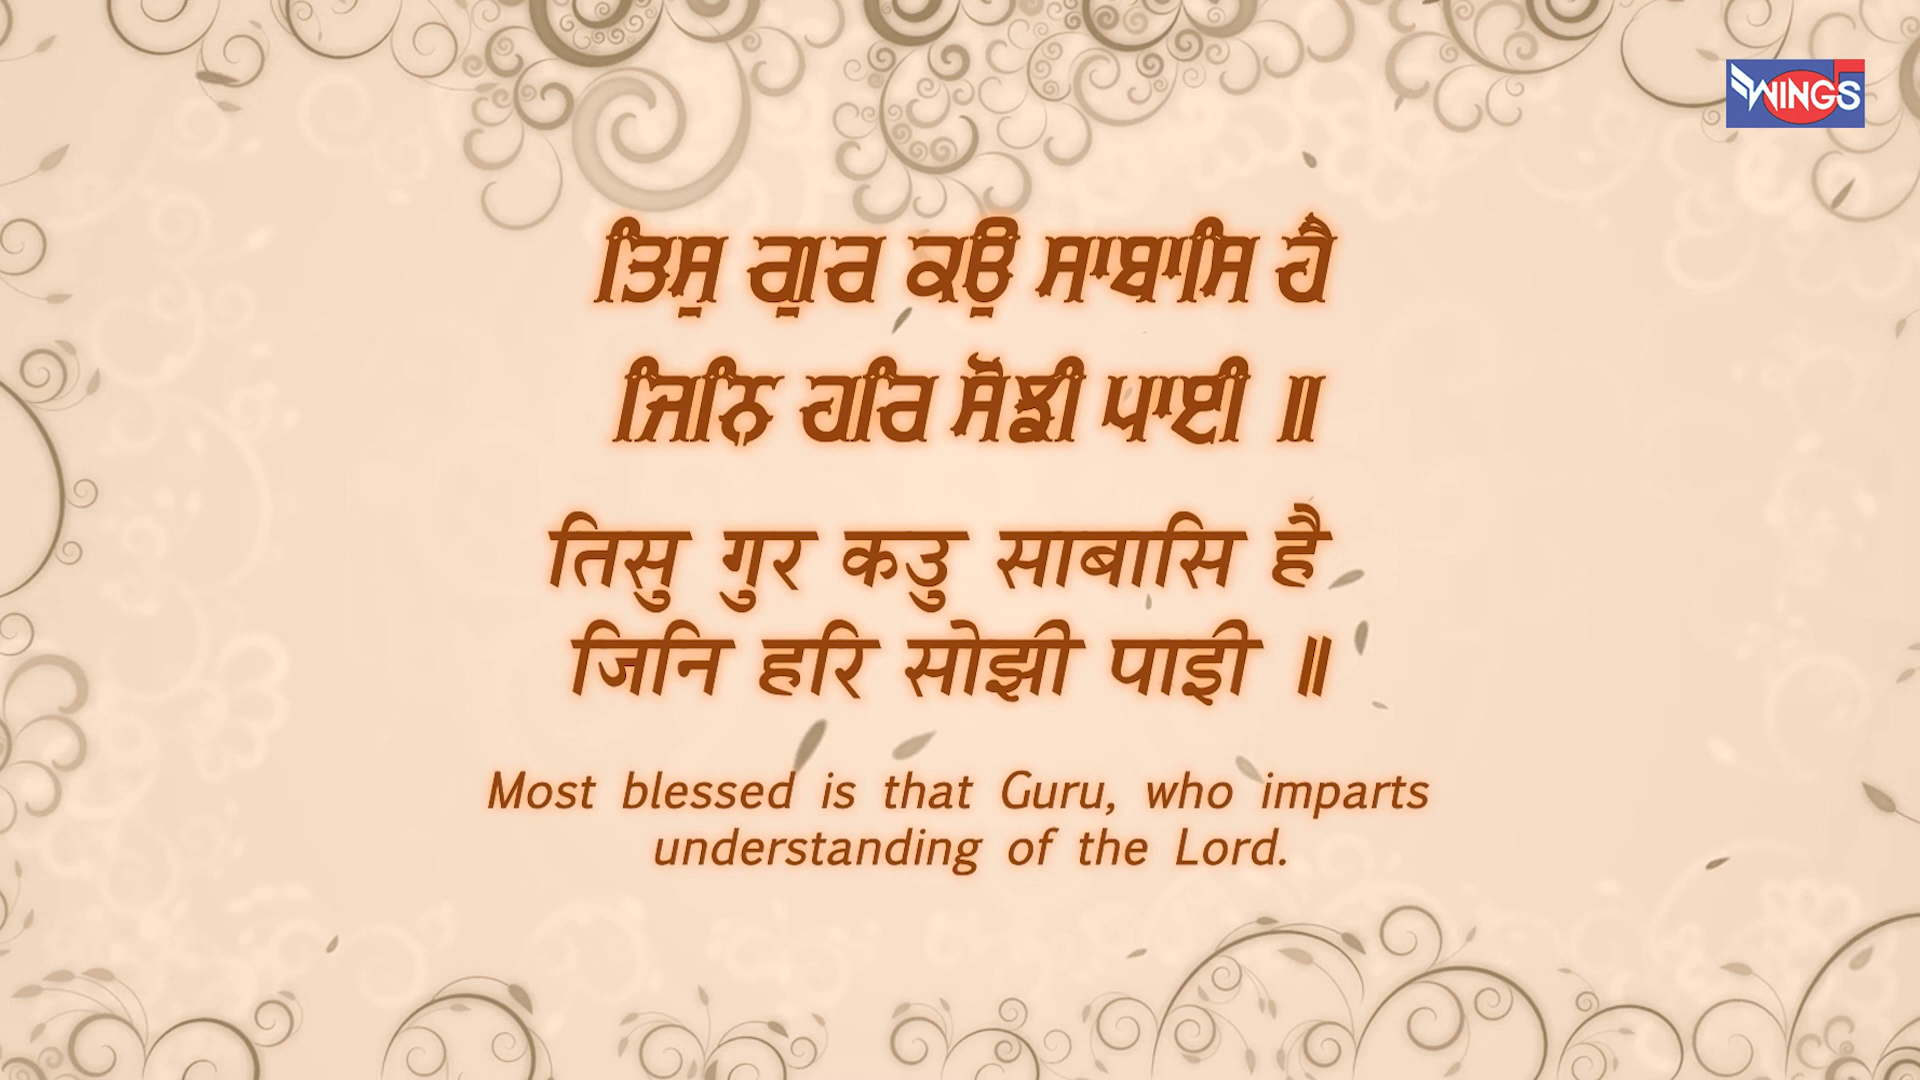 WINGS
ਤਿਸੁ ਗੁਰ ਕਉ ਸਾਬਾਸਿ ਹੈ
ਜਿਨਿ ਹਰਿ ਸੋਝੀ ਪਾਈ ॥
तिसु गुर कउ साबासि है
जिनि हरि सोझी पाइी ॥
Most blessed is that Guru, who imparts
understanding of the Lord.